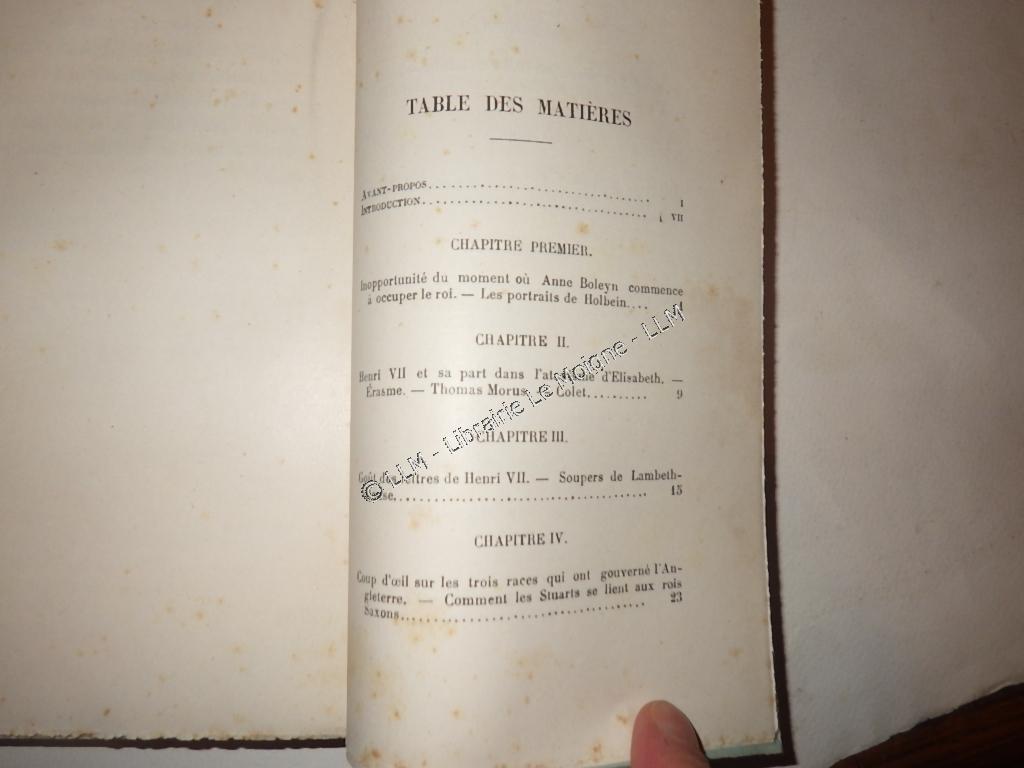 TABLE DES MATIÈRES
AVANT-PROPOS........ I
INTRODUCTION........ VII
CHAPITRE PREMIER.
Inopportunité du moment où Anne Boleyn commence
à occuper le roi. — Les portraits de Holbein....
CHAPITRE II.
Henri VII et sa part dans l' d'Elisabeth. —
Érasme. — Thomas Morus. — Colet.......... 9
CHAPITRE III.
Goût des lettres de Henri VII. — Soupers de Lambeth-
........ 15
CHAPITRE IV.
Coup d'œil sur les trois races qui ont gouverné l'An-
gleterre. — Comment les Stuarts se lient aux rois
Saxons........ 23
© LLM - Librairie Le Moigne - LLM